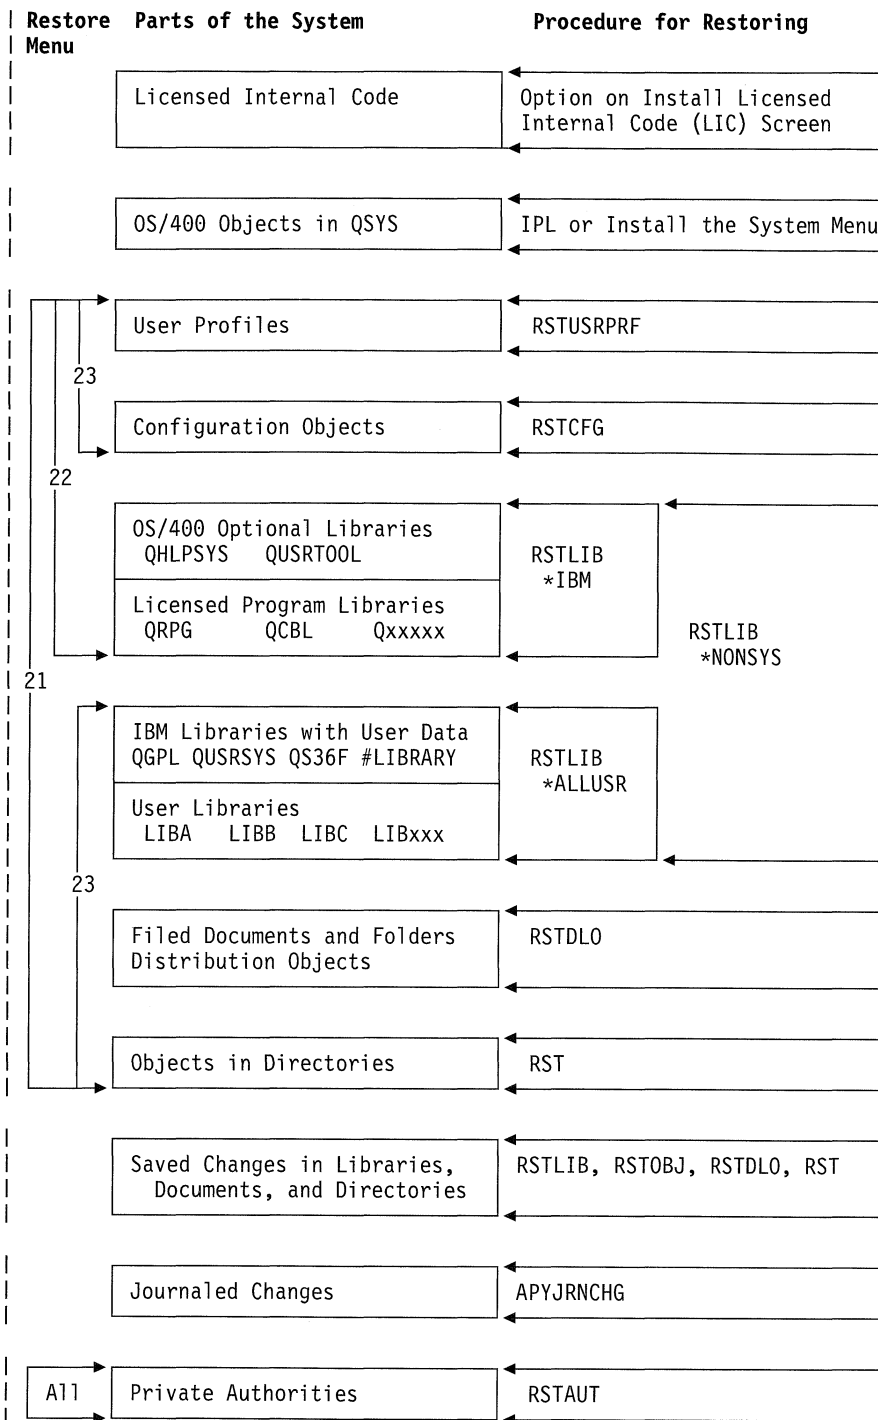 Restore Parts of the System Procedure for Restoring
Menu
Licensed Internal Code
Option on Install Licensed
Internal Code (LIC) Screen
OS/400 Objects in QSYS
IPL or Install the System Menu
User Profiles
RSTUSRPRF
23
Configuration Objects
RSTCFG
22
OS/400 Optional Libraries
QHLPSYS QUSRTOOL
RSTLIB
*IBM
Licensed Program Libraries
QRPG QCBL Qxxxxx
RSTLIB
*NONSYS
21
IBM Libraries with User Data
QGPL QUSRSYS QS36F #LIBRARY
RSTLIB
*ALLUSR
User Libraries
LIBA LIBB LIBC LIBxxx
23
Filed Documents and Folders
Distribution Objects
RSTDLO
Objects in Directories
RST
Saved Changes in Libraries,
Documents, and Directories
RSTLIB, RSTOBJ, RSTDLO, RST
Journaled Changes
APYJRNCHG
All
Private Authorities
RSTAUT